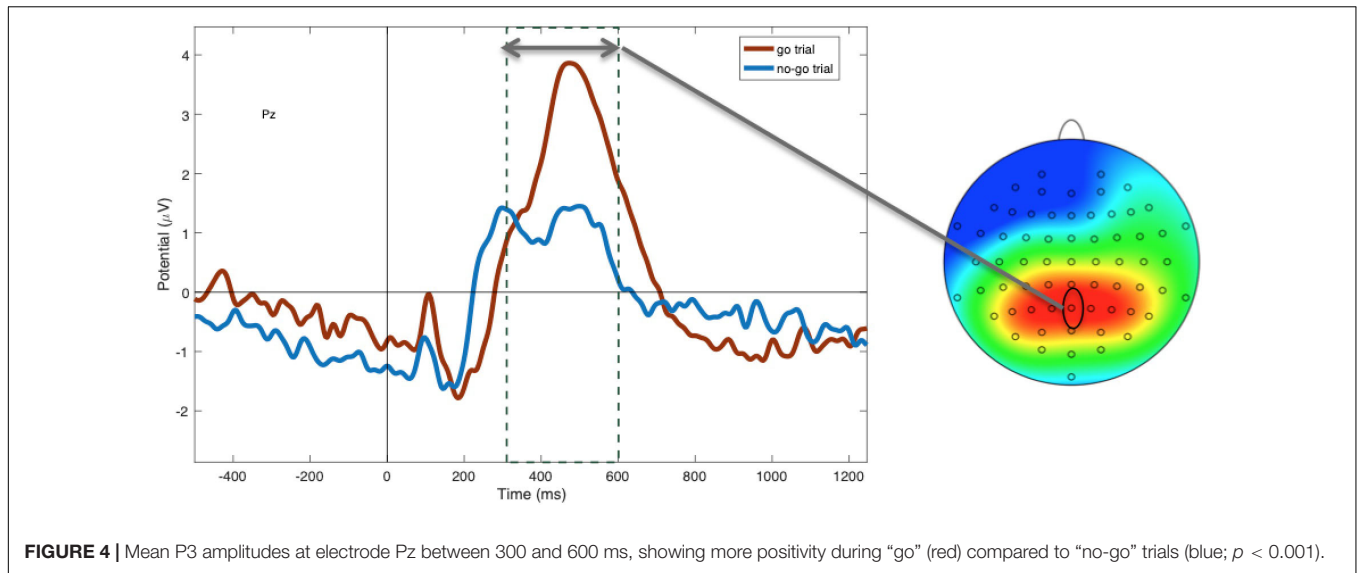 4
3
2
1
0
-1
-2
Potential (μV)
Pz
go trial
no-go trial
-400 -200 0 200 400 600 800 1000 1200
Time (ms)
FIGURE 4 | Mean P3 amplitudes at electrode Pz between 300 and 600 ms, showing more positivity during “go” (red) compared to “no-go” trials (blue; p < 0.001).